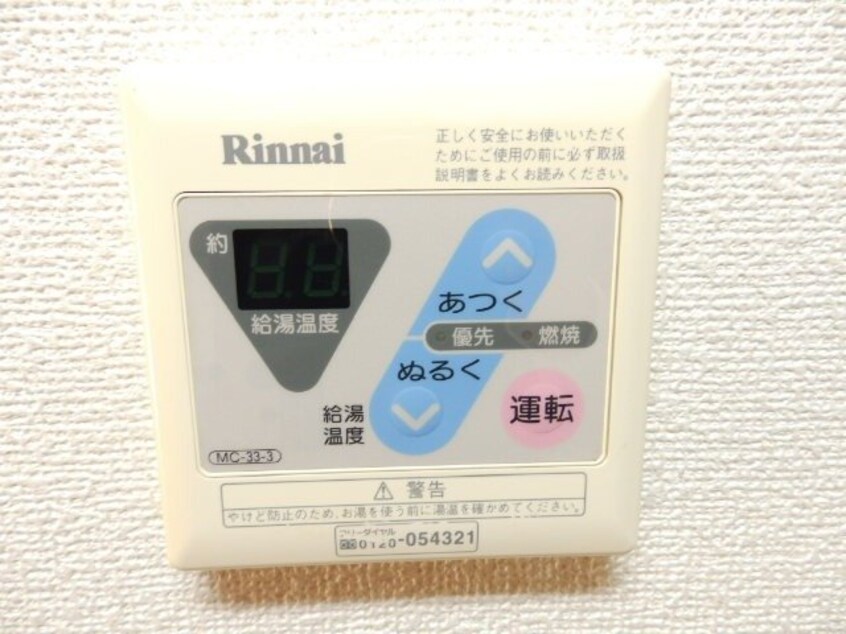 Rinnai
正しく安全にお使いいただく
ためにご使用の前に必ず取扱
説明書をよくお読みください。
約
給湯温度
あつく
優先 燃焼
ぬるく
給湯
温度
運転
MC-33-3
⚠ 警告
やけど防止のため、お湯を使う前に湯温を確かめてください。
フリーダイヤル
0120-054321